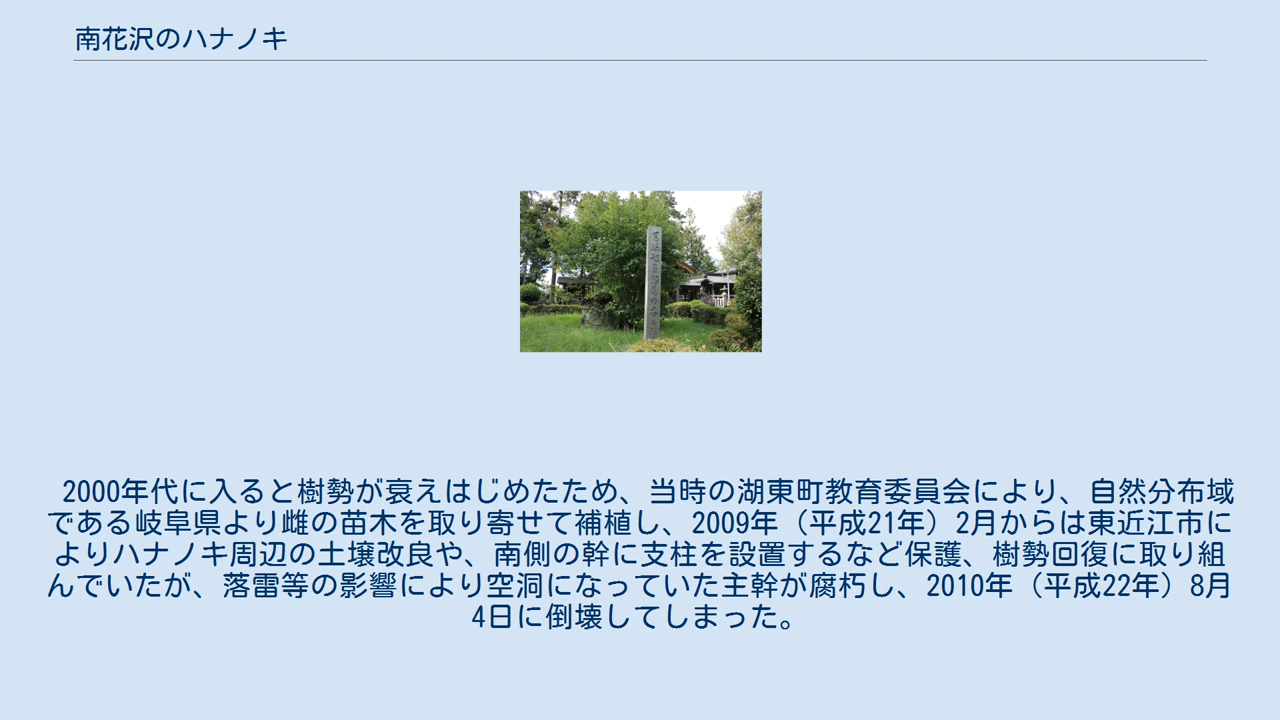 南花沢のハナノキ
2000年代に入ると樹勢が衰えはじめたため、当時の湖東町教育委員会により、自然分布域
である岐阜県より雌の苗木を取り寄せて補植し、2009年（平成21年）2月からは東近江市に
よりハナノキ周辺の土壌改良や、南側の幹に支柱を設置するなど保護、樹勢回復に取り組
んでいたが、落雷等の影響により空洞になっていた主幹が腐朽し、2010年（平成22年）8月
4日に倒壊してしまった。